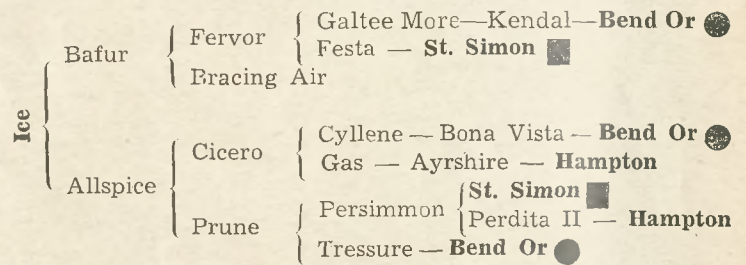 Galtee More—Kendal—Bend Or
Fervor
Festa — St. Simon
Bafur
Bracing Air
Ice
Cyllene — Bona Vista — Bend Or
Cicero
Gas — Ayrshire — Hampton
Allspice
St. Simon
Persimmon
Perdita II — Hampton
Prune
Tressure — Bend Or